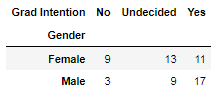 Grad Intention No Undecided Yes
Gender
Female 9 13 11
Male 3 9 17